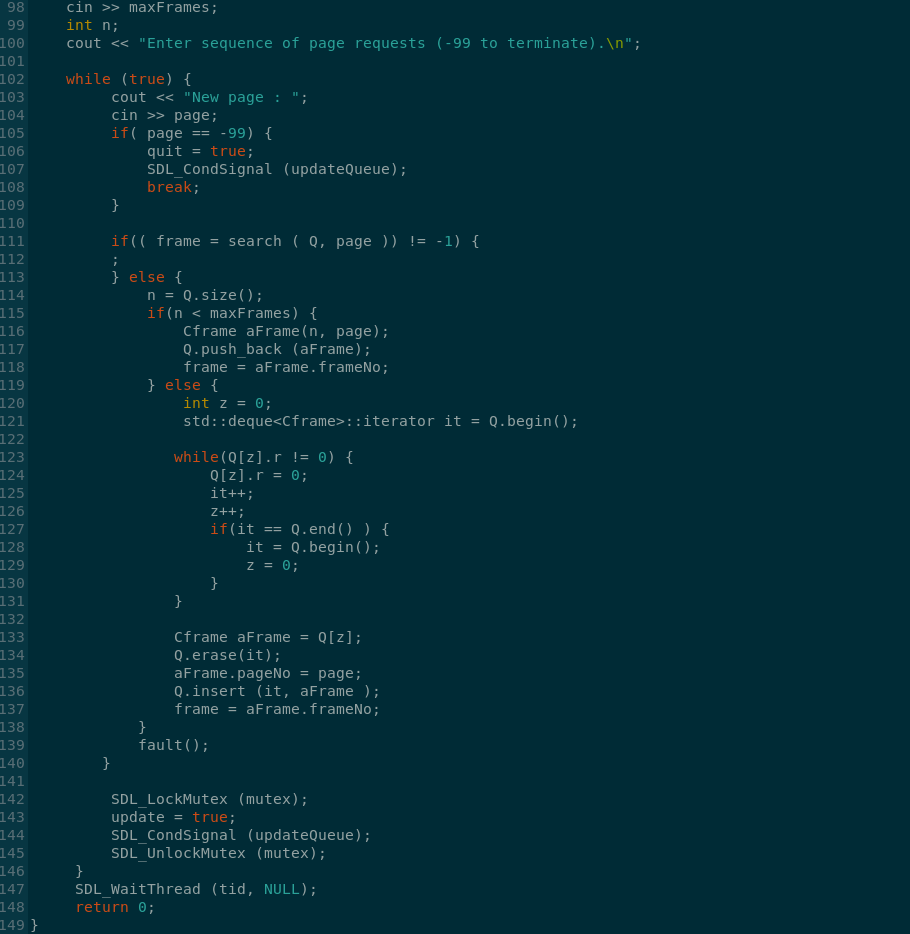 98 cin >> maxFrames;
99 int n;
100 cout << "Enter sequence of page requests (-99 to terminate).\n";
101
102 while (true) {
103 cout << "New page : ";
104 cin >> page;
105 if( page == -99) {
106 quit = true;
107 SDL_CondSignal (updateQueue);
108 break;
109 }
110
111 if(( frame = search ( Q, page )) != -1) {
112 ;
113 } else {
114 n = Q.size();
115 if(n < maxFrames) {
116 Cframe aFrame(n, page);
117 Q.push_back (aFrame);
118 frame = aFrame.frameNo;
119 } else {
120 int z = 0;
121 std::deque<Cframe>::iterator it = Q.begin();
122
123 while(Q[z].r != 0) {
124 Q[z].r = 0;
125 it++;
126 z++;
127 if(it == Q.end() ) {
128 it = Q.begin();
129 z = 0;
130 }
131 }
132
133 Cframe aFrame = Q[z];
134 Q.erase(it);
135 aFrame.pageNo = page;
136 Q.insert (it, aFrame );
137 frame = aFrame.frameNo;
138 }
139 fault();
140 }
141
142 SDL_LockMutex (mutex);
143 update = true;
144 SDL_CondSignal (updateQueue);
145 SDL_UnlockMutex (mutex);
146 }
147 SDL_WaitThread (tid, NULL);
148 return 0;
149 }